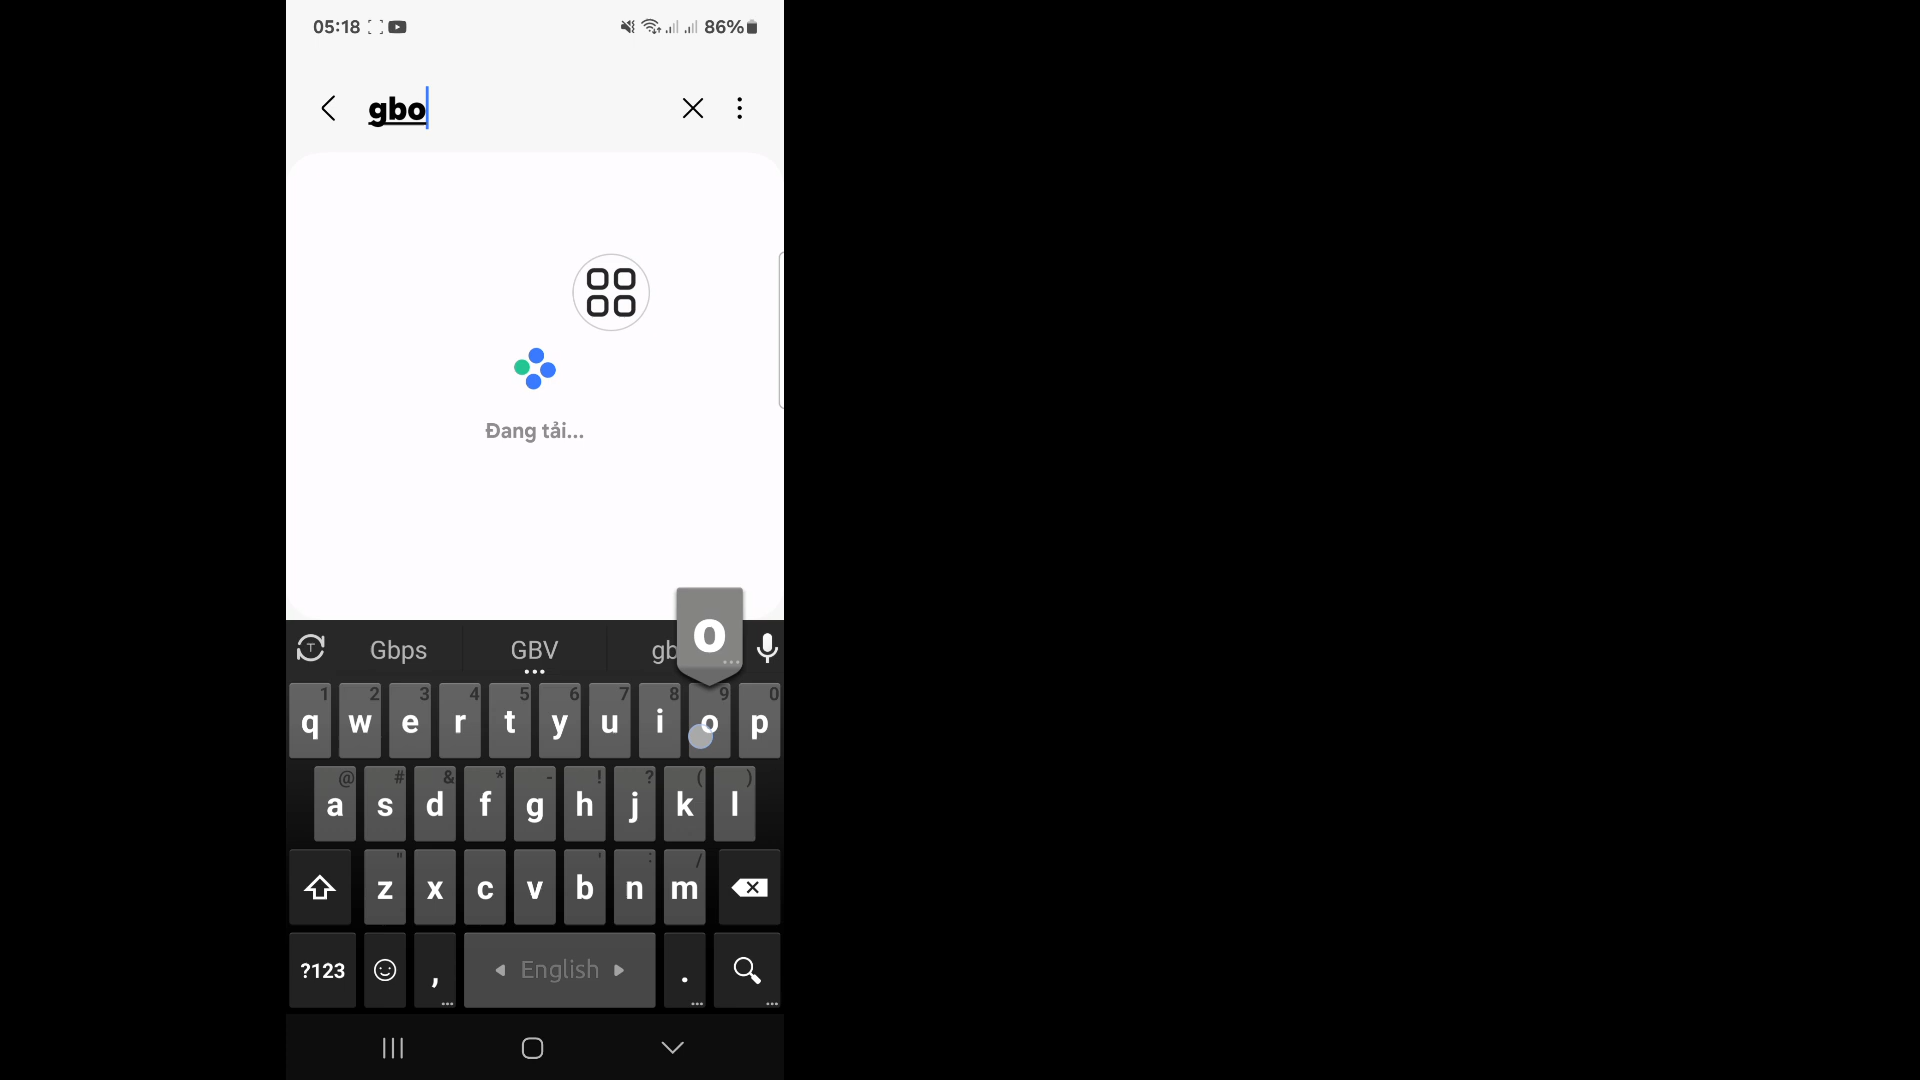 05:18 86%
gbo
Đang tải...
Gbps GBV gb
o
1 2 3 4 5 6 7 8 9 0
q w e r t y u i o p
@ # & * - ! ? ( )
a s d f g h j k l
" ' : /
z x c v b n m
?123 , English .